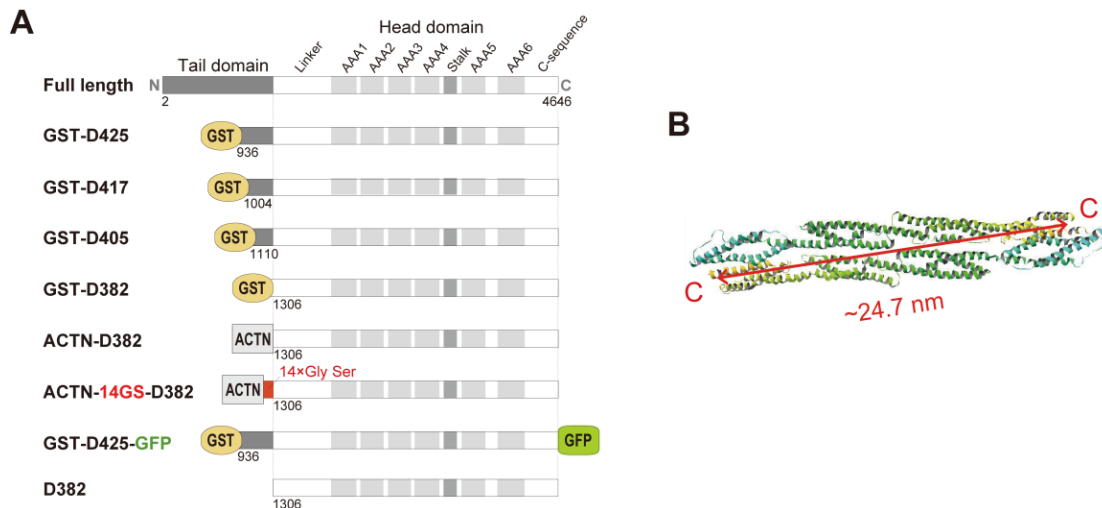 A
Head domain
Tail domain
Linker
AAA1
AAA2
AAA3
AAA4
Stalk
AAA5
AAA6
C-sequence
Full length
N
C
2
4646
GST-D425
GST
936
GST-D417
GST
1004
GST-D405
GST
1110
GST-D382
GST
1306
ACTN-D382
ACTN
1306
14×Gly Ser
ACTN-14GS-D382
ACTN
1306
GST-D425-GFP
GST
GFP
936
D382
1306
B
C
C
~24.7 nm